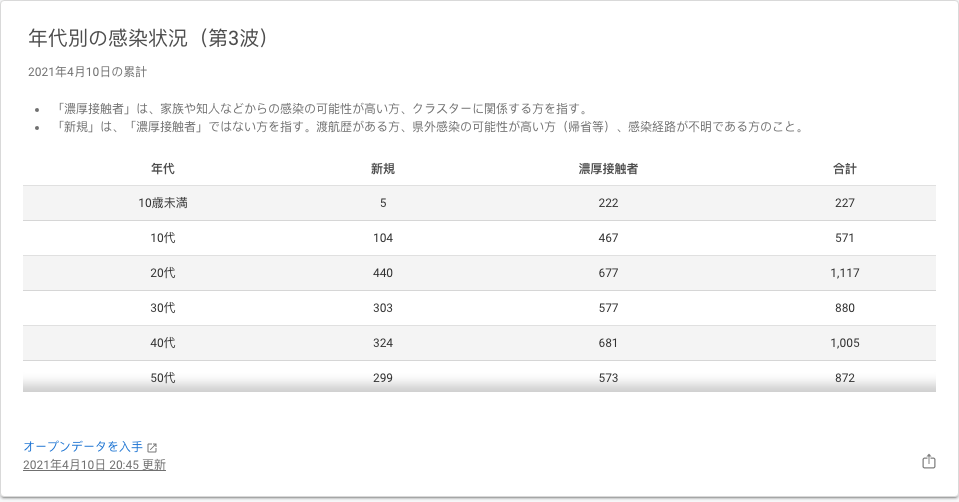 年代別の感染状況（第3波）
2021年4月10日の累計
• 「濃厚接触者」は、家族や知人などからの感染の可能性が高い方、クラスターに関係する方を指す。
• 「新規」は、「濃厚接触者」ではない方を指す。渡航歴がある方、県外感染の可能性が高い方（帰省等）、感染経路が不明である方のこと。
年代 新規 濃厚接触者 合計
10歳未満 5 222 227
10代 104 467 571
20代 440 677 1,117
30代 303 577 880
40代 324 681 1,005
50代 299 573 872
オープンデータを入手
2021年4月10日 20:45 更新